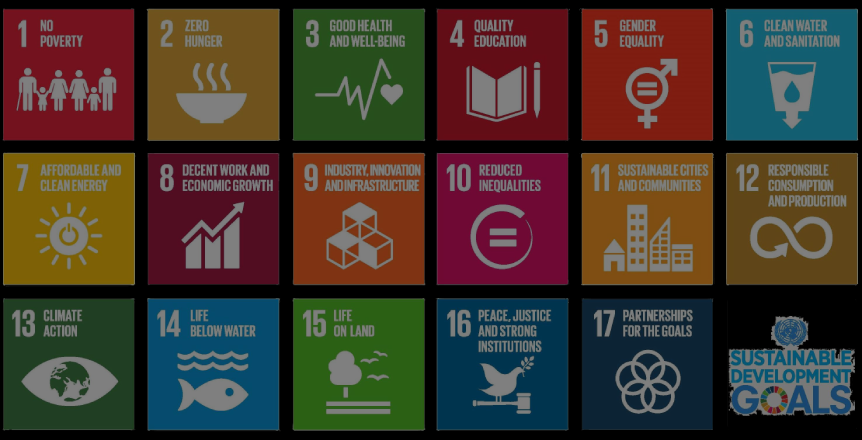 1 NO
POVERTY
2 ZERO
HUNGER
3 GOOD HEALTH
AND WELL-BEING
4 QUALITY
EDUCATION
5 GENDER
EQUALITY
6 CLEAN WATER
AND SANITATION
7 AFFORDABLE AND
CLEAN ENERGY
8 DECENT WORK AND
ECONOMIC GROWTH
9 INDUSTRY, INNOVATION
AND INFRASTRUCTURE
10 REDUCED
INEQUALITIES
11 SUSTAINABLE CITIES
AND COMMUNITIES
12 RESPONSIBLE
CONSUMPTION
AND PRODUCTION
13 CLIMATE
ACTION
14 LIFE
BELOW WATER
15 LIFE
ON LAND
16 PEACE, JUSTICE
AND STRONG
INSTITUTIONS
17 PARTNERSHIPS
FOR THE GOALS
SUSTAINABLE
DEVELOPMENT
GOALS